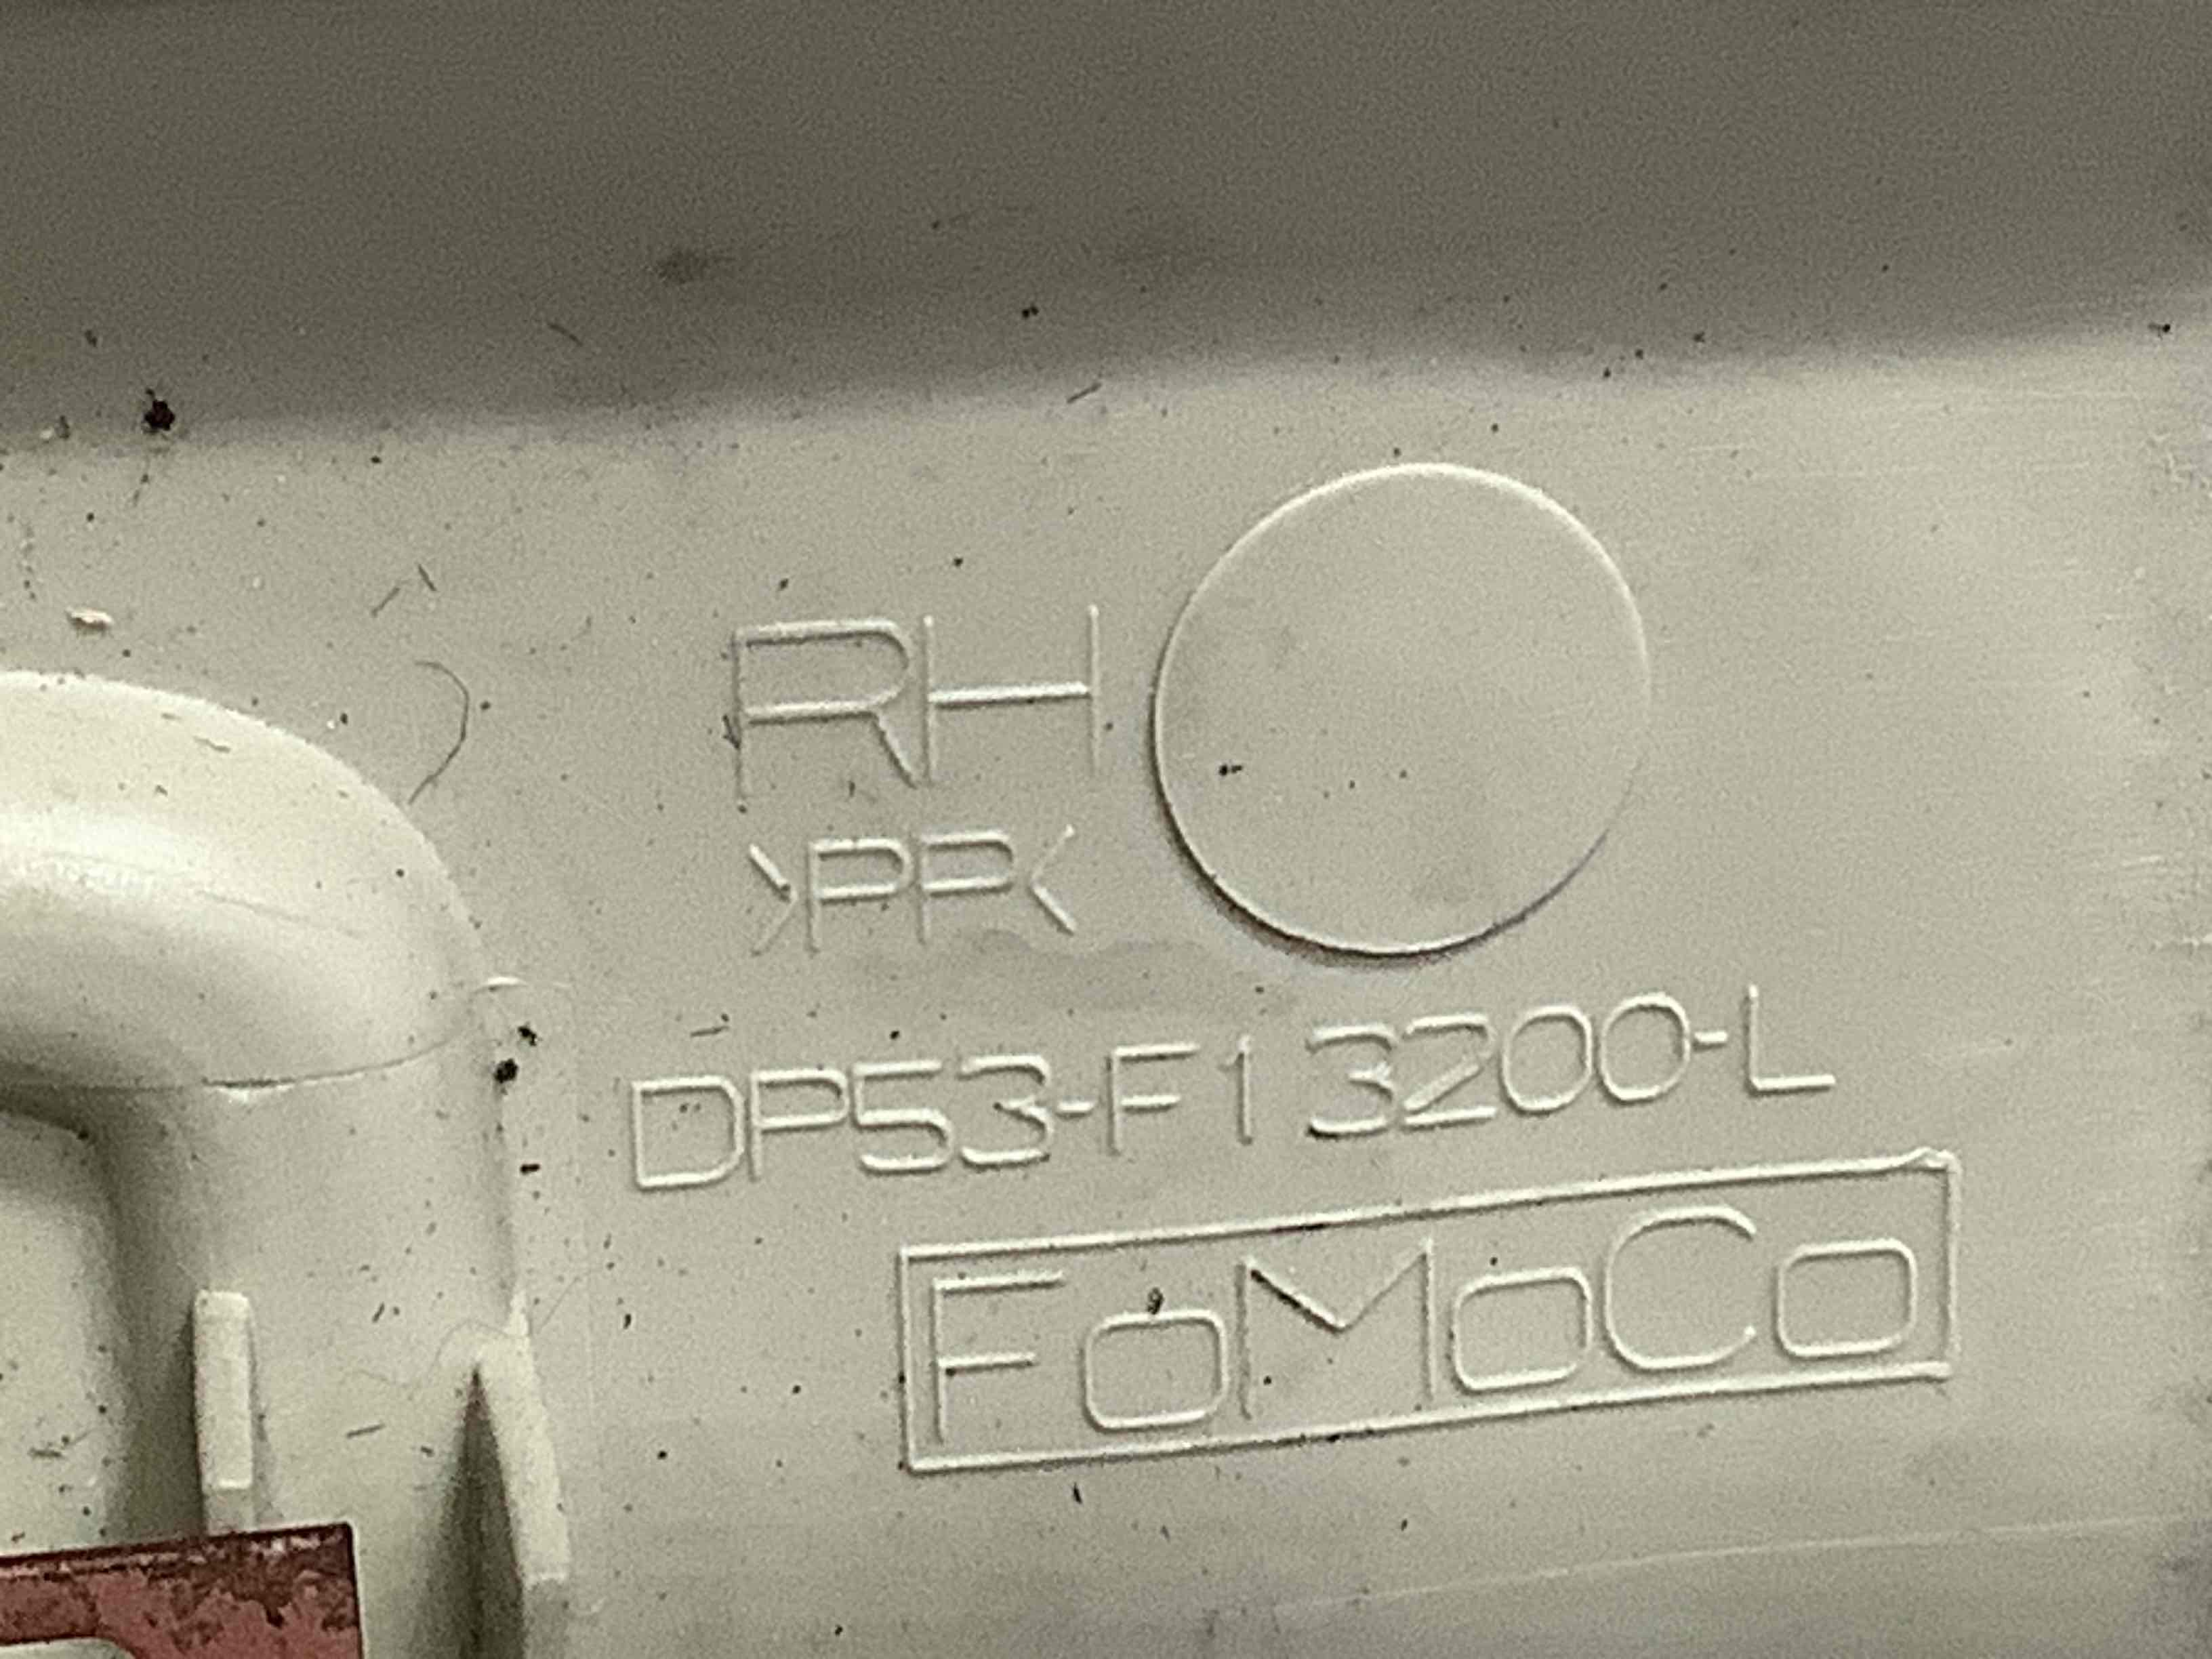 RH
>PP<
DP53-F13200-L
FoMoCo